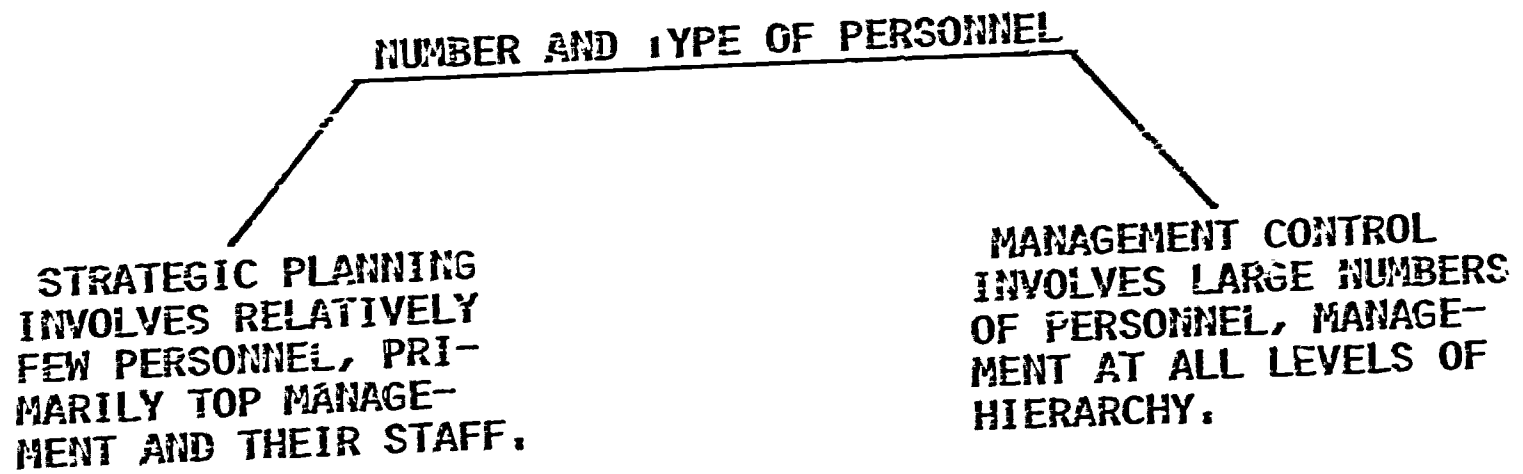 NUMBER AND TYPE OF PERSONNEL
STRATEGIC PLANNING
INVOLVES RELATIVELY
FEW PERSONNEL, PRI-
MARILY TOP MANAGE-
MENT AND THEIR STAFF.
MANAGEMENT CONTROL
INVOLVES LARGE NUMBERS
OF PERSONNEL, MANAGE-
MENT AT ALL LEVELS OF
HIERARCHY.